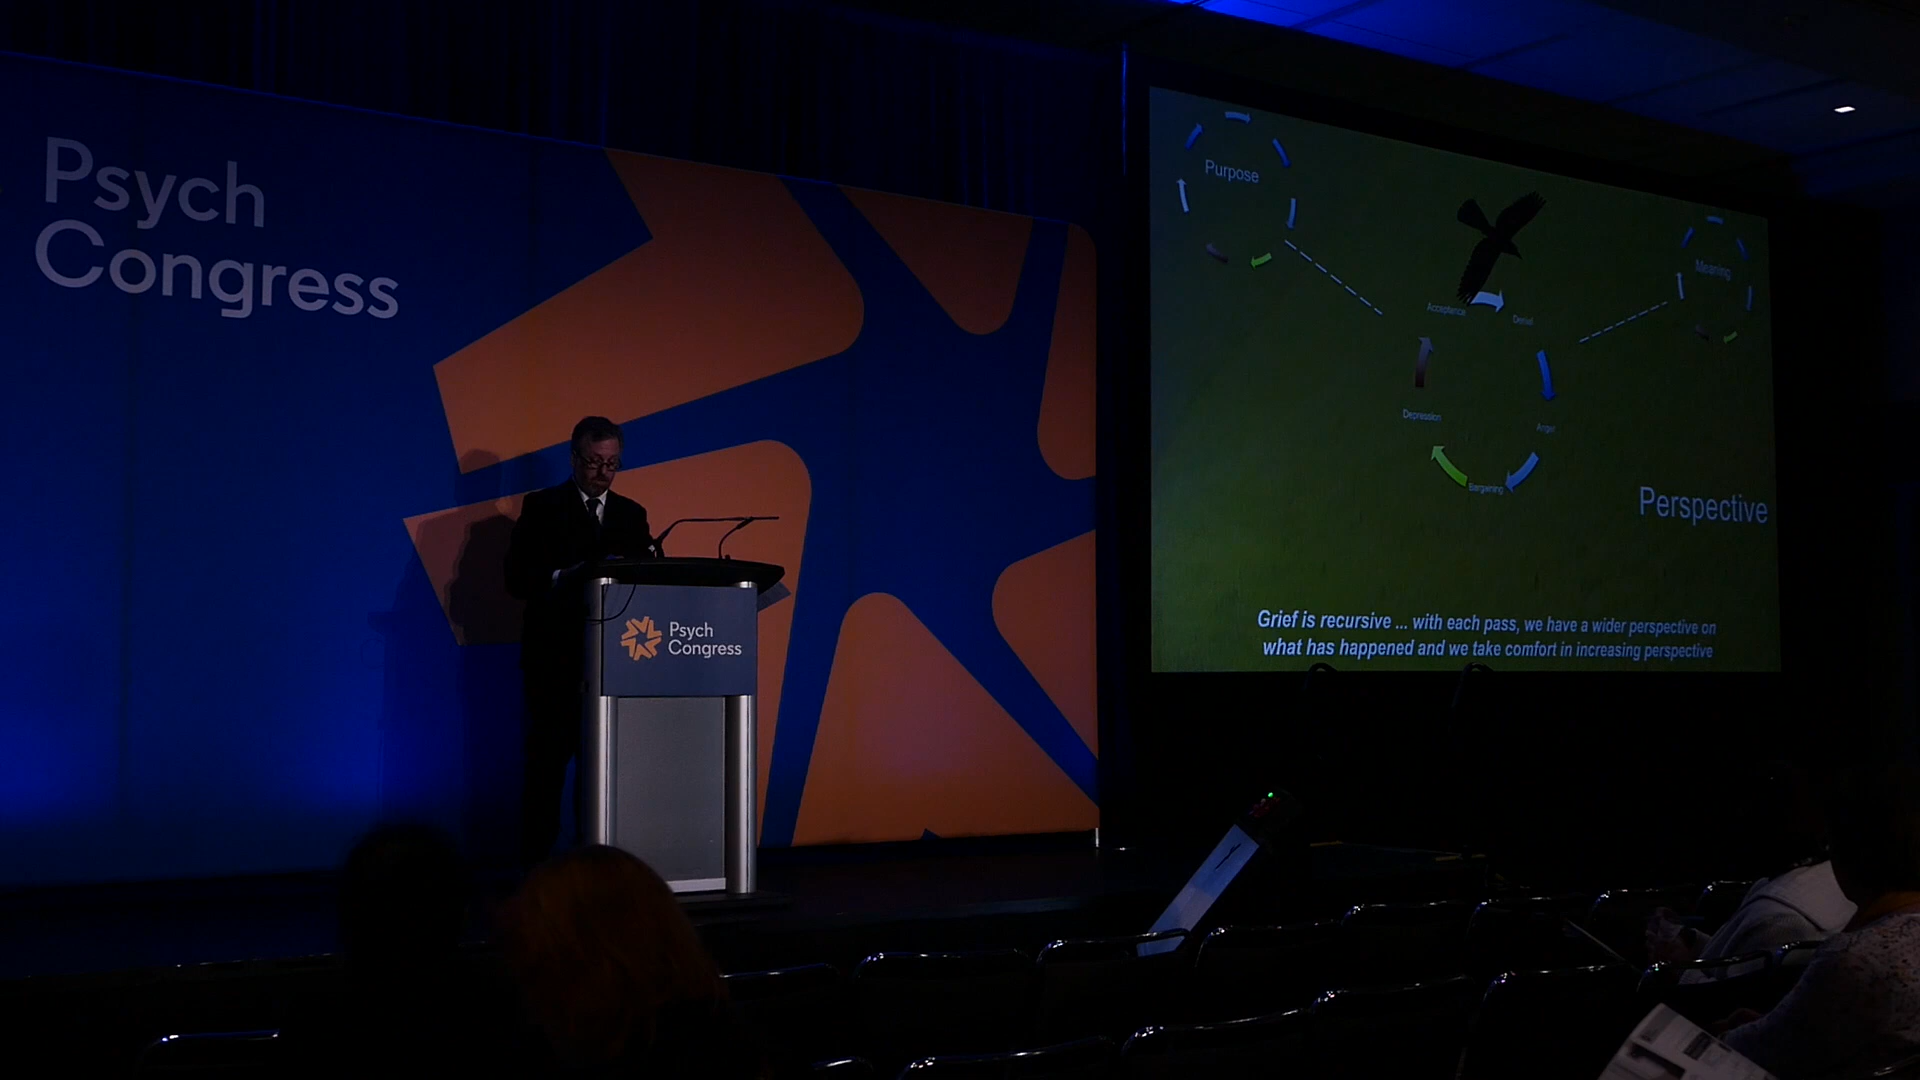 Psych
Congress
Psych
Congress
Purpose
Meaning
Acceptance
Denial
Depression
Anger
Bargaining
Perspective
Grief is recursive ... with each pass, we have a wider perspective on
what has happened and we take comfort in increasing perspective